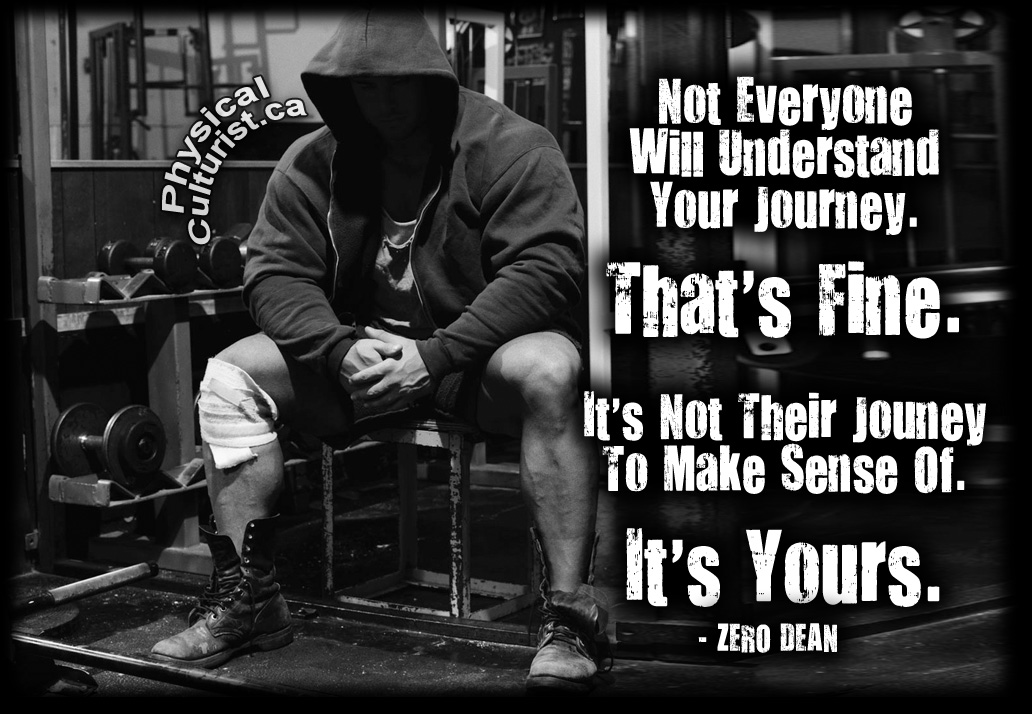 Physical
Culturist.ca
Not Everyone
Will Understand
Your Journey.
That's Fine.
It's Not Their Jouney
To Make Sense Of.
It's Yours.
- ZERO DEAN